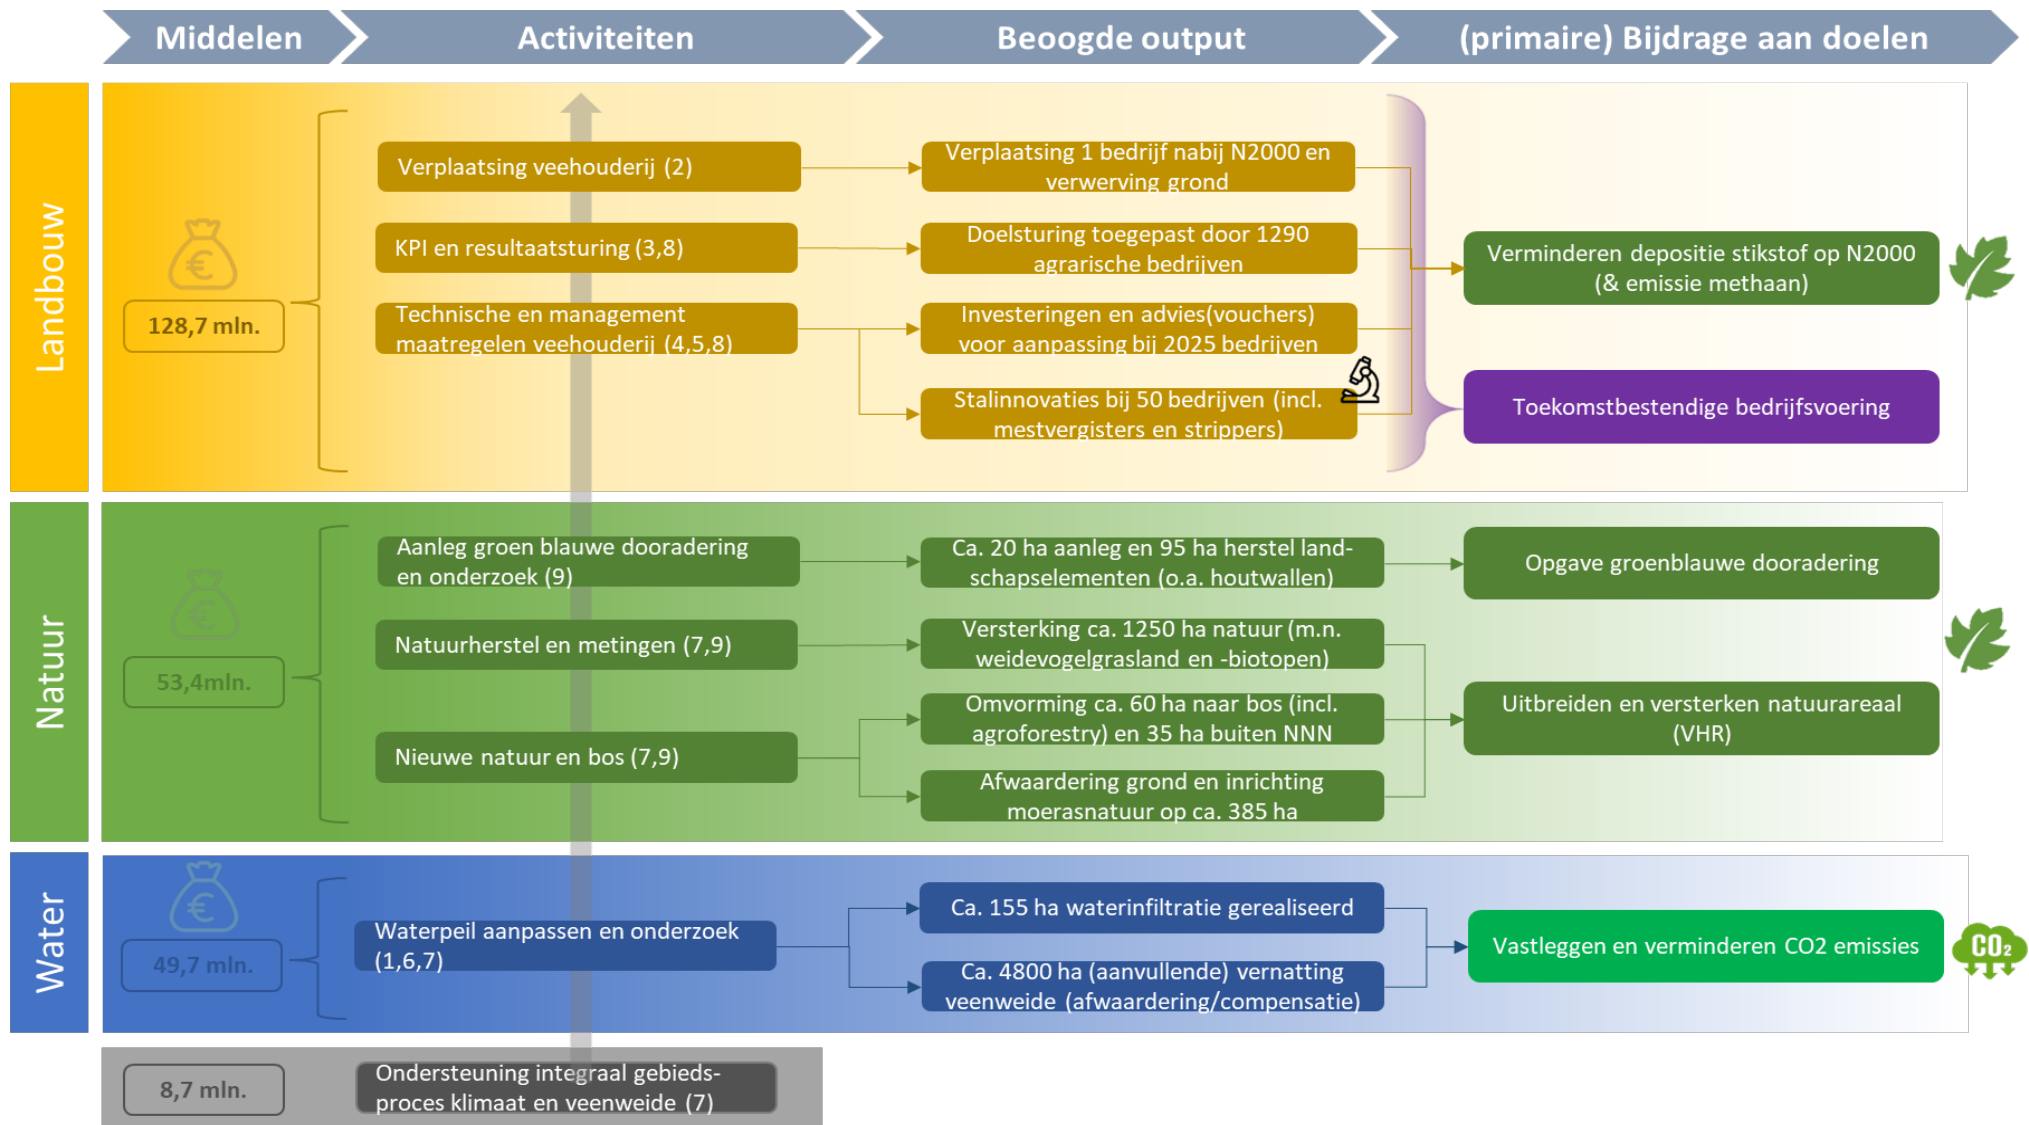 Middelen
Activiteiten
Beoogde output
(primaire) Bijdrage aan doelen
Landbouw
128,7 mln.
Verplaatsing veehouderij (2)
KPI en resultaatsturing (3,8)
Technische en management
maatregelen veehouderij (4,5,8)
Verplaatsing 1 bedrijf nabij N2000 en
verwerving grond
Doelsturing toegepast door 1290
agrarische bedrijven
Investeringen en advies(vouchers)
voor aanpassing bij 2025 bedrijven
Stalinnovaties bij 50 bedrijven (incl.
mestvergisters en strippers)
Verminderen depositie stikstof op N2000
(& emissie methaan)
Toekomstbestendige bedrijfsvoering
Natuur
53,4mln.
Aanleg groen blauwe dooradering
en onderzoek (9)
Natuurherstel en metingen (7,9)
Nieuwe natuur en bos (7,9)
Ca. 20 ha aanleg en 95 ha herstel land-
schapselementen (o.a. houtwallen)
Versterking ca. 1250 ha natuur (m.n.
weidevogelgrasland en -biotopen)
Omvorming ca. 60 ha naar bos (incl.
agroforestry) en 35 ha buiten NNN
Afwaardering grond en inrichting
moerasnatuur op ca. 385 ha
Opgave groenblauwe dooradering
Uitbreiden en versterken natuurareaal
(VHR)
Water
49,7 mln.
Waterpeil aanpassen en onderzoek
(1,6,7)
Ca. 155 ha waterinfiltratie gerealiseerd
Ca. 4800 ha (aanvullende) vernatting
veenweide (afwaardering/compensatie)
Vastleggen en verminderen CO2 emissies
CO₂
8,7 mln.
Ondersteuning integraal gebieds-
proces klimaat en veenweide (7)